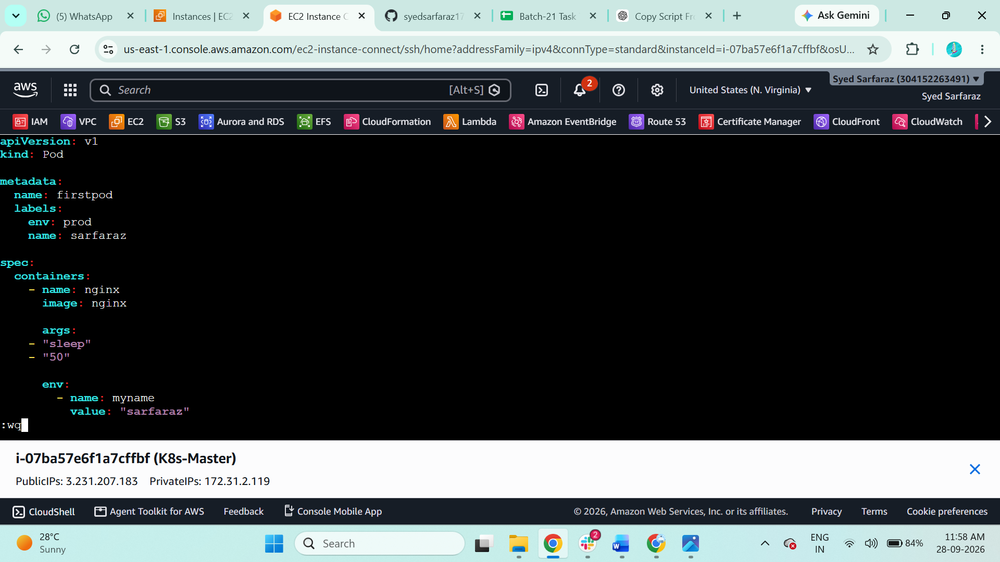 (5) WhatsApp
Instances | EC2
EC2 Instance C
syedsarfaraz17
Batch-21 Task
Copy Script Fr
Ask Gemini
us-east-1.console.aws.amazon.com/ec2-instance-connect/ssh/home?addressFamily=ipv4&connType=standard&instanceId=i-07ba57e6f1a7cffbf&osU...
aws
Search
[Alt+S]
2
United States (N. Virginia) ▼
Syed Sarfaraz (304152263491) ▼
Syed Sarfaraz
IAM
VPC
EC2
S3
Aurora and RDS
EFS
CloudFormation
Lambda
Amazon EventBridge
Route 53
Certificate Manager
CloudFront
CloudWatch
apiVersion: v1
kind: Pod
metadata:
  name: firstpod
  labels:
    env: prod
    name: sarfaraz
spec:
  containers:
    - name: nginx
      image: nginx
      args:
    - "sleep"
    - "50"
      env:
        - name: myname
          value: "sarfaraz"
:wq
i-07ba57e6f1a7cffbf (K8s-Master)
PublicIPs: 3.231.207.183 PrivateIPs: 172.31.2.119
CloudShell
Agent Toolkit for AWS
Feedback
Console Mobile App
© 2026, Amazon Web Services, Inc. or its affiliates.
Privacy
Terms
Cookie preferences
28°C
Sunny
Search
2
ENG
IN
84%
11:58 AM
28-09-2026